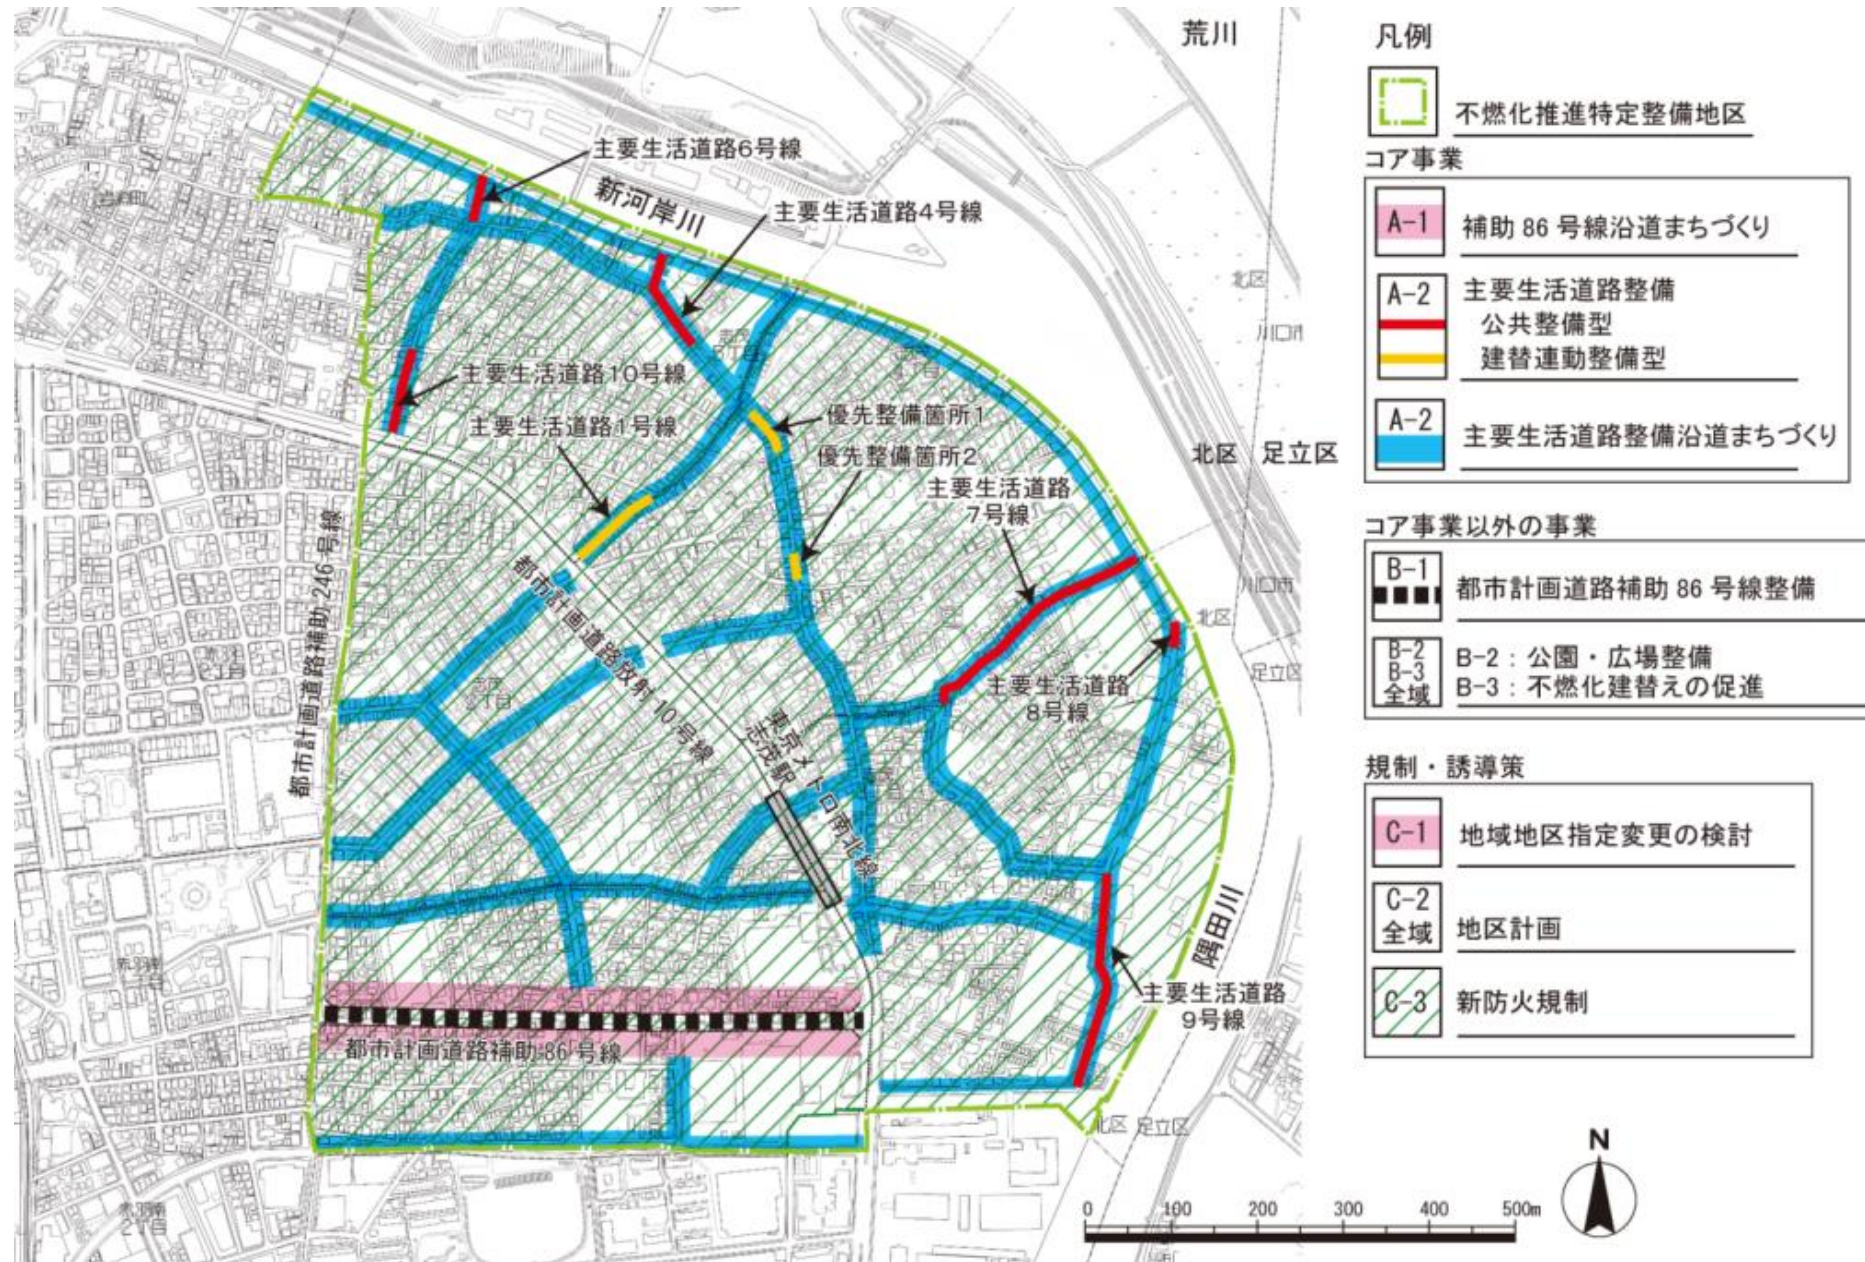 荒川
新河岸川
主要生活道路6号線
主要生活道路4号線
主要生活道路10号線
主要生活道路1号線
優先整備箇所1
優先整備箇所2
主要生活道路
7号線
主要生活道路
8号線
主要生活道路
9号線
都市計画道路補助246号線
都市計画道路放射10号線
東京メトロ南北線
志茂駅
都市計画道路補助86号線
隅田川
北区
川口市
北区 足立区
川口市
北区
足立区
北区 足立区
赤羽南
2丁目
0 100 200 300 400 500m
N
凡例
不燃化推進特定整備地区
コア事業
A-1
補助86号線沿道まちづくり
A-2
主要生活道路整備
公共整備型
建替連動整備型
A-2
主要生活道路整備沿道まちづくり
コア事業以外の事業
B-1
都市計画道路補助86号線整備
B-2
B-3
全域
B-2：公園・広場整備
B-3：不燃化建替えの促進
規制・誘導策
C-1
地域地区指定変更の検討
C-2
全域
地区計画
C-3
新防火規制